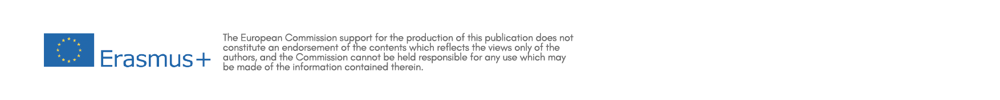 Erasmus+
The European Commission support for the production of this publication does not
constitute an endorsement of the contents which reflects the views only of the
authors, and the Commission cannot be held responsible for any use which may
be made of the information contained therein.